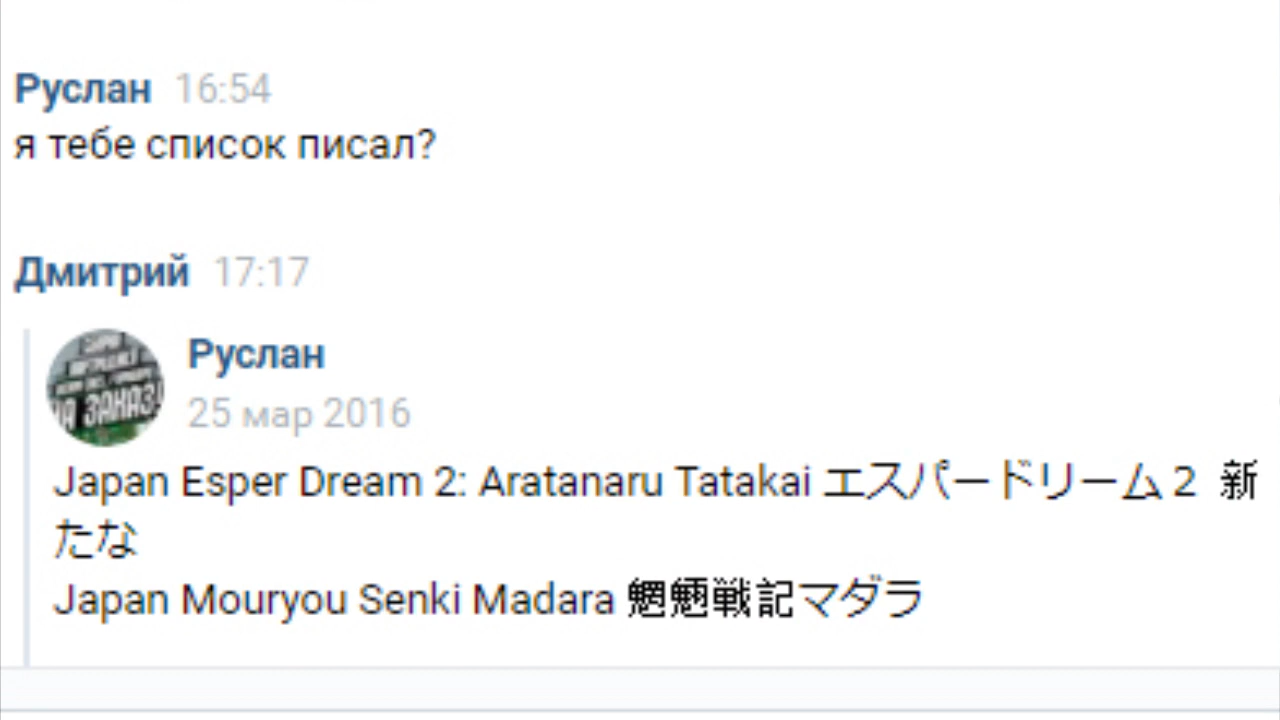 Руслан 16:54
я тебе список писал?
Дмитрий 17:17
НА ЗАКАЗ!
Руслан
25 мар 2016
Japan Esper Dream 2: Aratanaru Tatakai エスパードリーム２ 新
たな
Japan Mouryou Senki Madara 魍魎戦記マダラ